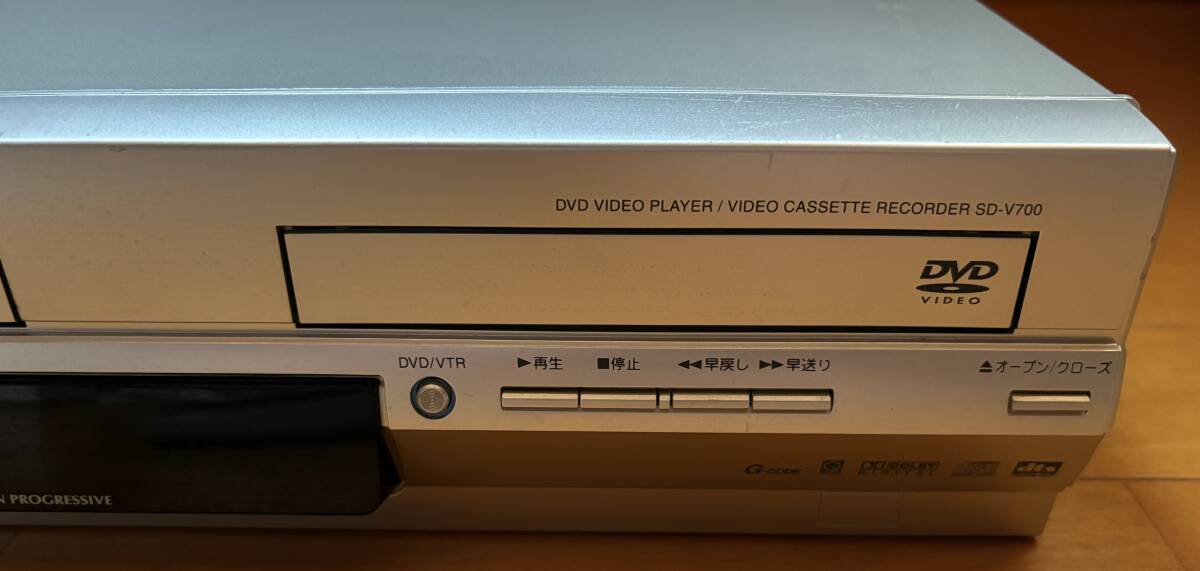 DVD VIDEO PLAYER / VIDEO CASSETTE RECORDER SD-V700
DVD
VIDEO
DVD/VTR
▶再生
■停止
◀◀早戻し
▶▶早送り
▲オープン/クローズ
G-CODE
DOLBY
DIGITAL
dts
N PROGRESSIVE